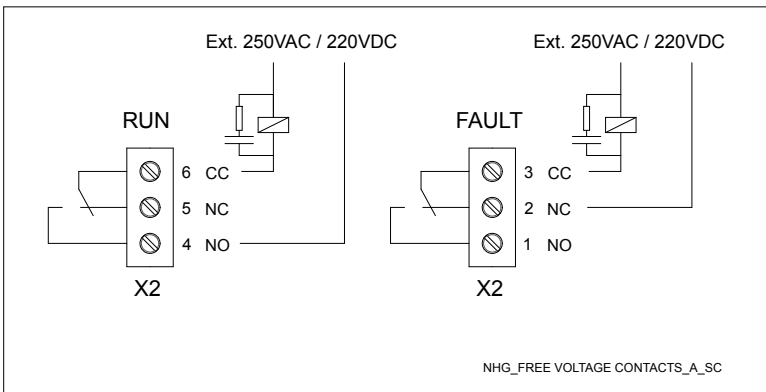 Ext. 250VAC / 220VDC
RUN
6 CC
5 NC
4 NO
X2
Ext. 250VAC / 220VDC
FAULT
3 CC
2 NC
1 NO
X2
NHG_FREE VOLTAGE CONTACTS_A_SC